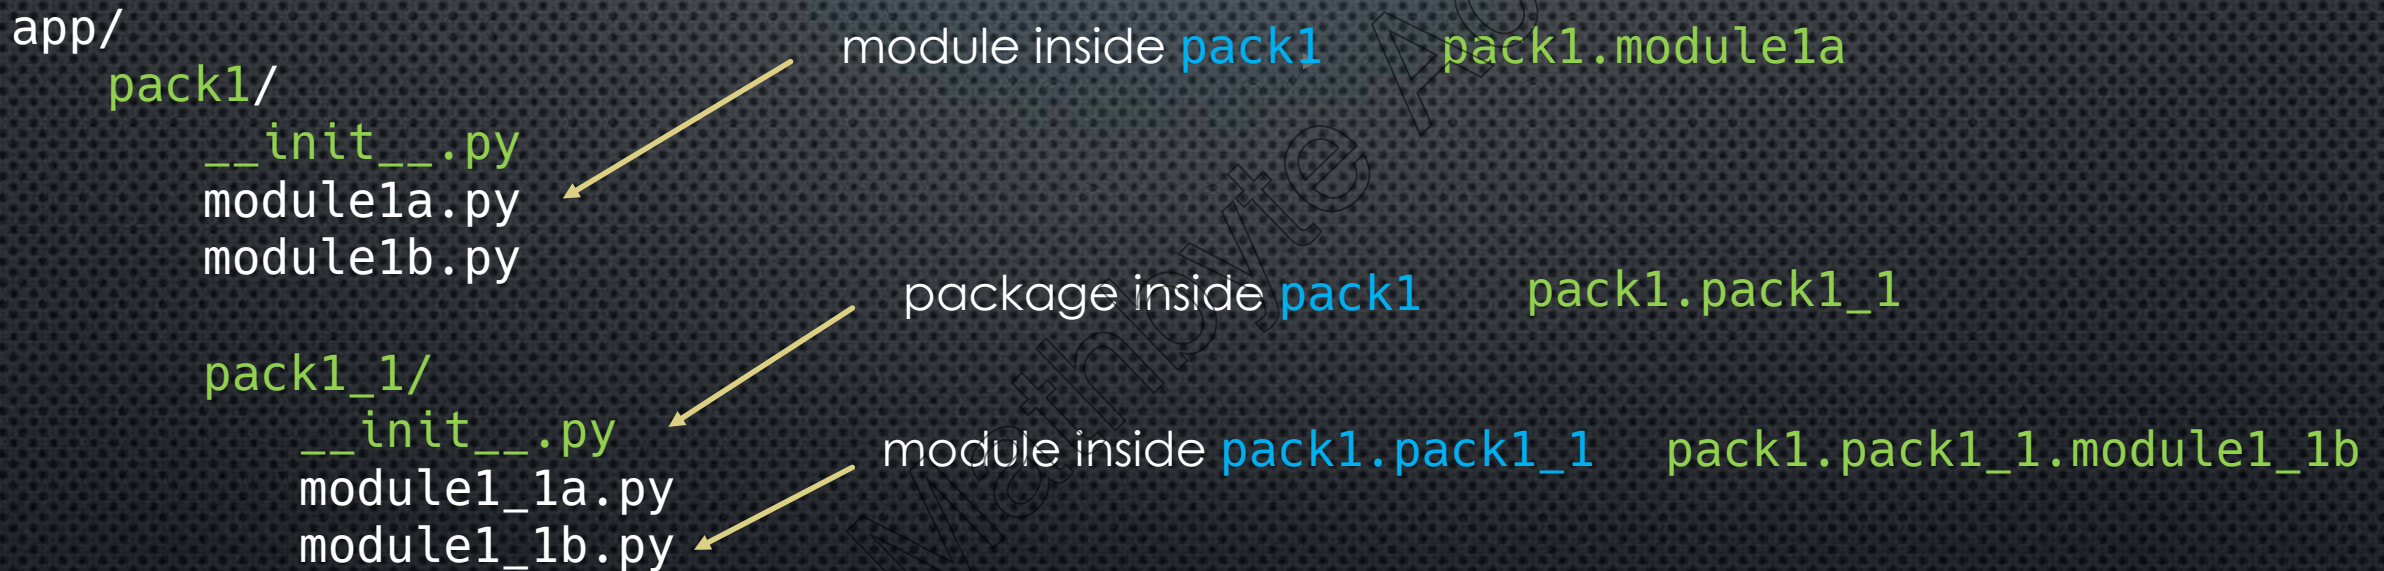 app/
pack1/
__init__.py
module1a.py
module1b.py
pack1_1/
__init__.py
module1_1a.py
module1_1b.py
module inside pack1 pack1.module1a
package inside pack1 pack1.pack1_1
module inside pack1.pack1_1 pack1.pack1_1.module1_1b
Mathbyte